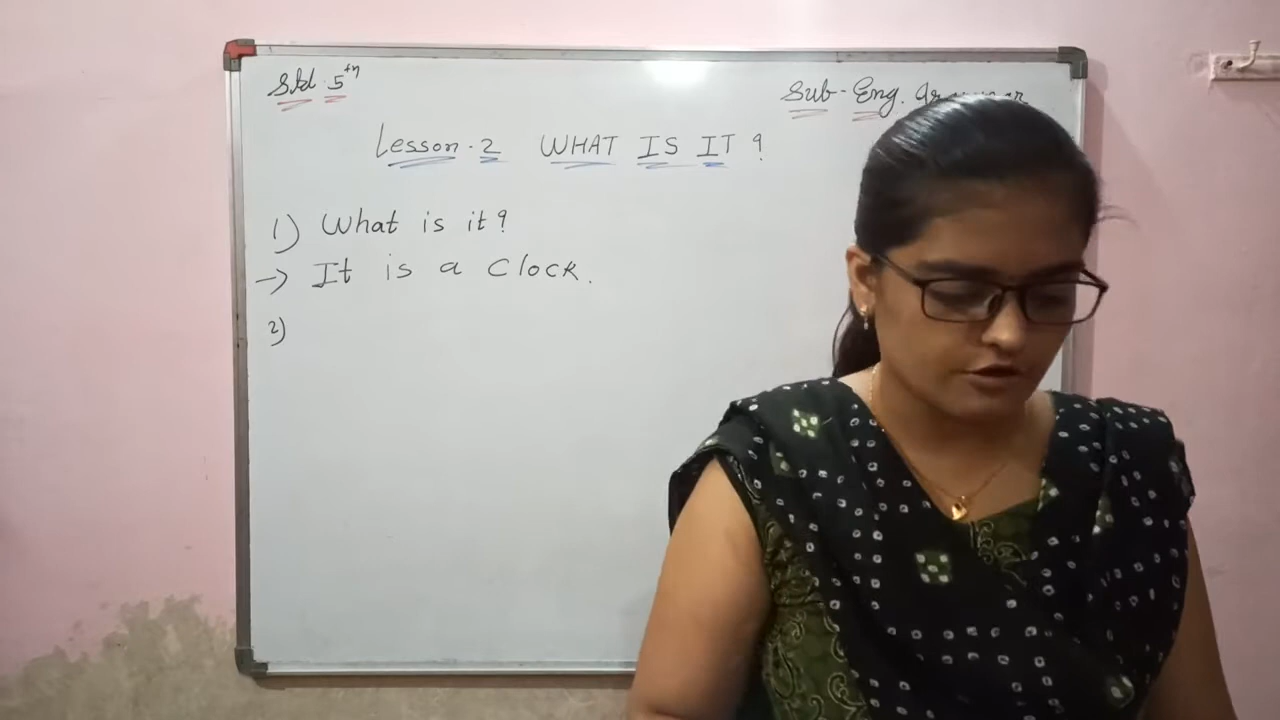 Std. 5th
Sub - Eng.
Lesson. 2 WHAT IS IT ?
1) What is it?
→ It is a Clock.
2)